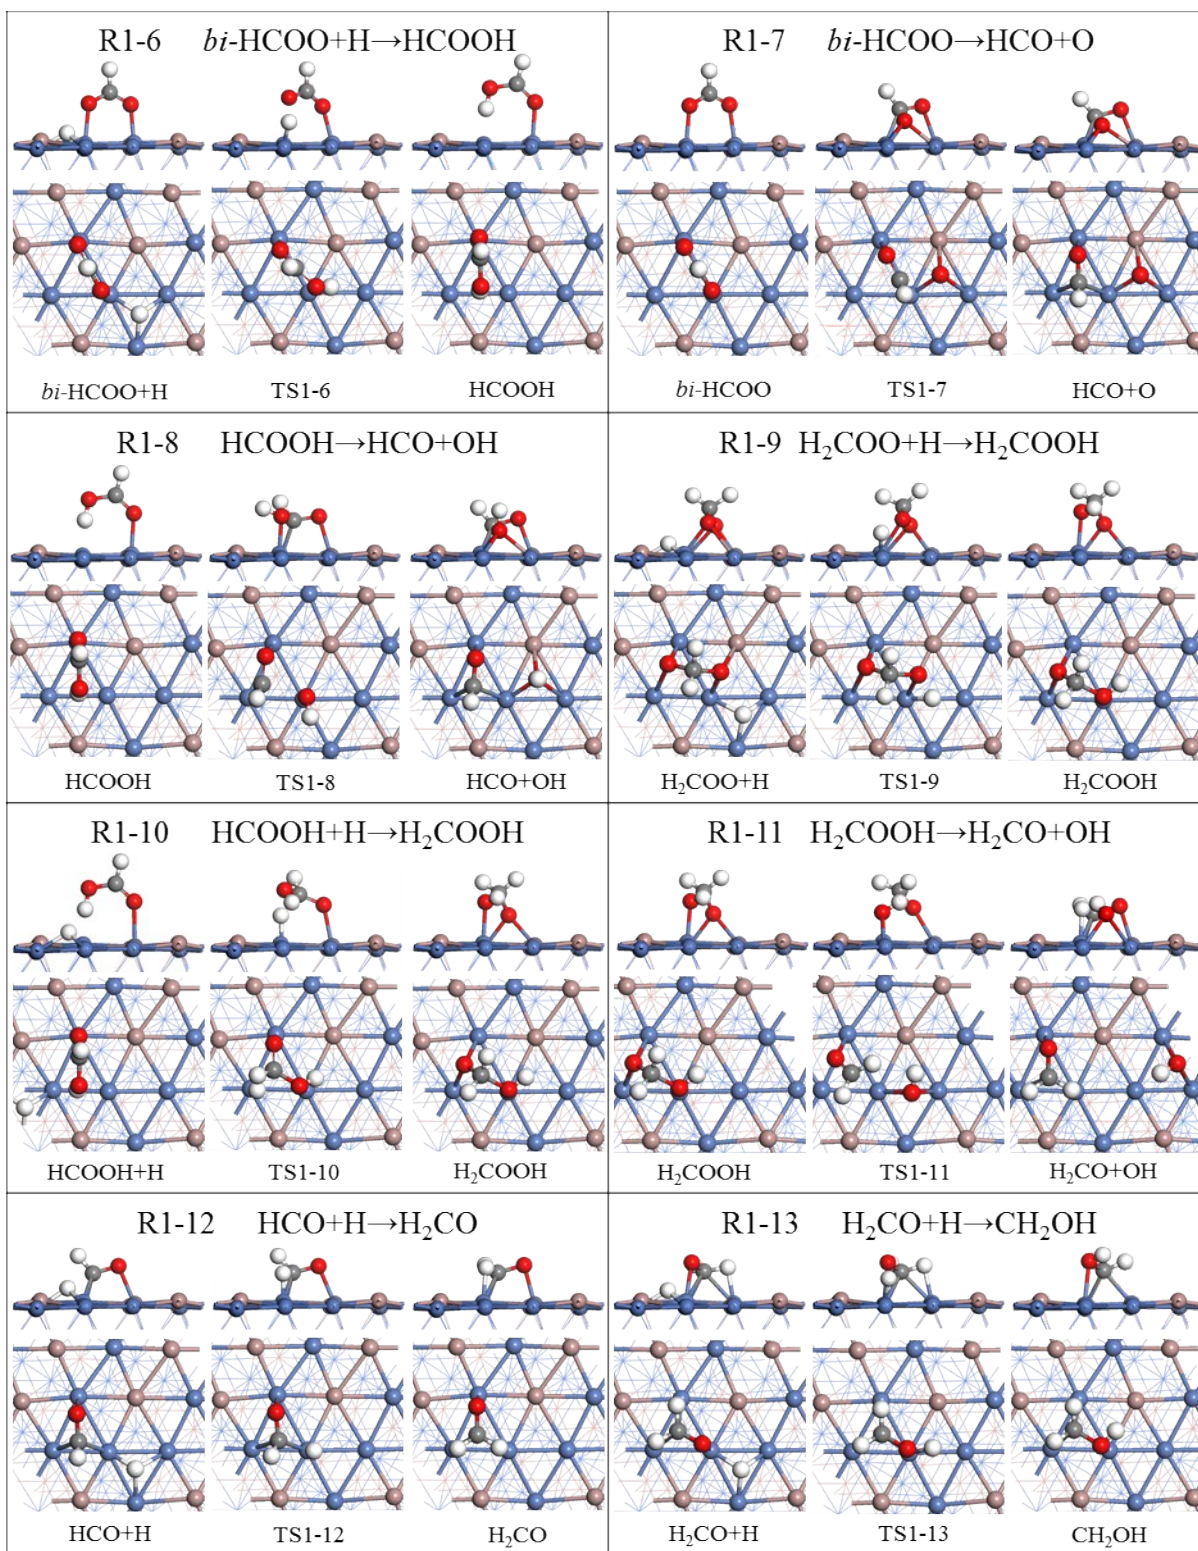 R1-6 bi-HCOO+H→HCOOH
bi-HCOO+H TS1-6 HCOOH
R1-7 bi-HCOO→HCO+O
bi-HCOO TS1-7 HCO+O
R1-8 HCOOH→HCO+OH
HCOOH TS1-8 HCO+OH
R1-9 H₂COO+H→H₂COOH
H₂COO+H TS1-9 H₂COOH
R1-10 HCOOH+H→H₂COOH
HCOOH+H TS1-10 H₂COOH
R1-11 H₂COOH→H₂CO+OH
H₂COOH TS1-11 H₂CO+OH
R1-12 HCO+H→H₂CO
HCO+H TS1-12 H₂CO
R1-13 H₂CO+H→CH₂OH
H₂CO+H TS1-13 CH₂OH